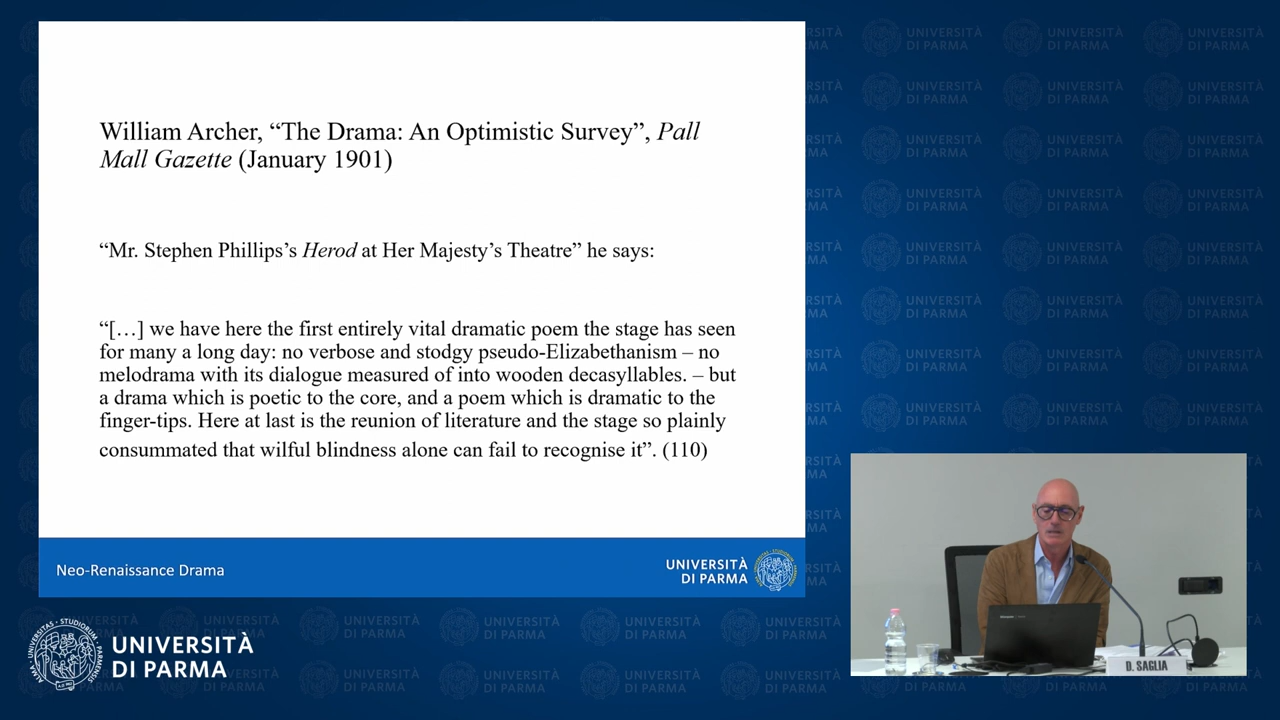 William Archer, “The Drama: An Optimistic Survey”, Pall
Mall Gazette (January 1901)
“Mr. Stephen Phillips’s Herod at Her Majesty’s Theatre” he says:
“[…] we have here the first entirely vital dramatic poem the stage has seen
for many a long day: no verbose and stodgy pseudo-Elizabethanism – no
melodrama with its dialogue measured of into wooden decasyllables. – but
a drama which is poetic to the core, and a poem which is dramatic to the
finger-tips. Here at last is the reunion of literature and the stage so plainly
consummated that wilful blindness alone can fail to recognise it”. (110)
Neo-Renaissance Drama
UNIVERSITÀ
DI PARMA
UNIVERSITÀ
DI PARMA
D. SAGLIA